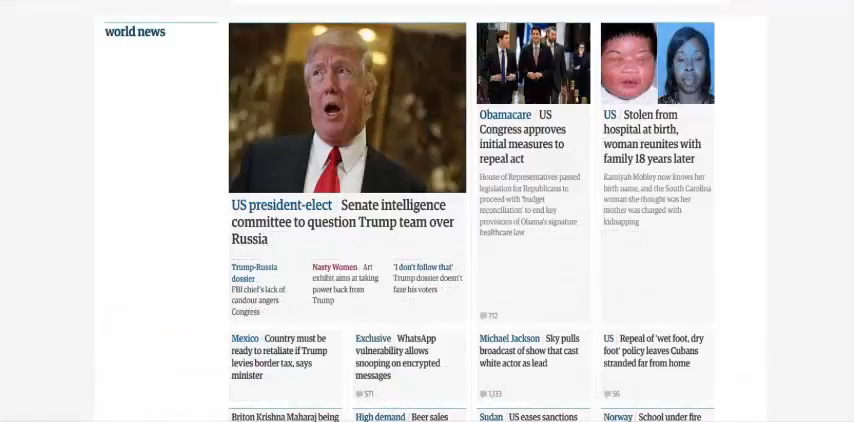 world news
US president-elect / Senate intelligence
committee to question Trump team over
Russia
Trump-Russia
dossier
FBI chief's lack of
candour angers
Congress
Nasty Women / Art
exhibit aims at taking
power back from
Trump
'I don't follow that'
Trump dossier doesn't
faze his voters
Obamacare / US
Congress approves
initial measures to
repeal act
House of Representatives passed
legislation for Republicans to
proceed with 'budget
reconciliation' to end key
provisions of Obama's signature
healthcare law
712
US / Stolen from
hospital at birth,
woman reunites with
family 18 years later
Kamiyah Mobley now knows her
birth name, and the South Carolina
woman she thought was her
mother was charged with
kidnapping
Mexico / Country must be
ready to retaliate if Trump
levies border tax, says
minister
Exclusive / WhatsApp
vulnerability allows
snooping on encrypted
messages
571
Michael Jackson / Sky pulls
broadcast of show that cast
white actor as lead
1,133
US / Repeal of 'wet foot, dry
foot' policy leaves Cubans
stranded far from home
56
Briton Krishna Maharaj being
High demand / Beer sales
Sudan / US eases sanctions
Norway / School under fire